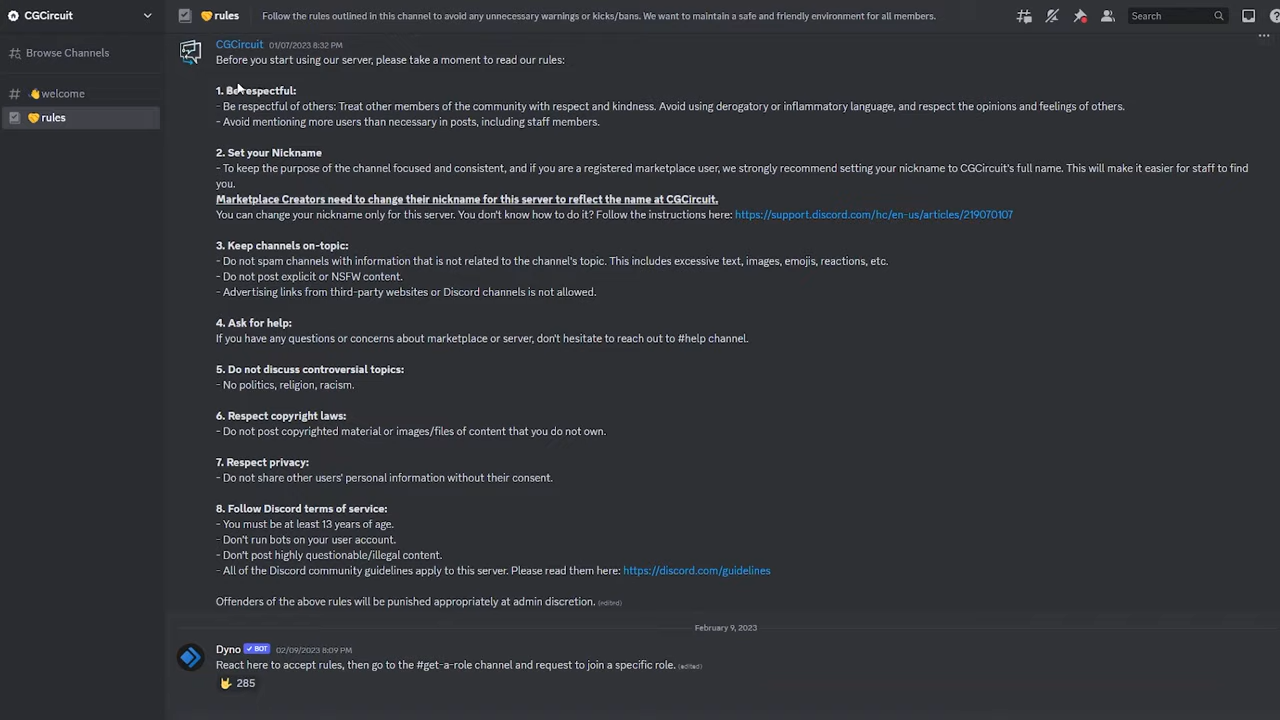 CGCircuit
rules
Follow the rules outlined in this channel to avoid any unnecessary warnings or kicks/bans. We want to maintain a safe and friendly environment for all members.
Search
Browse Channels
# welcome
rules
CGCircuit 01/07/2023 8:32 PM
Before you start using our server, please take a moment to read our rules:
1. Be respectful:
- Be respectful of others: Treat other members of the community with respect and kindness. Avoid using derogatory or inflammatory language, and respect the opinions and feelings of others.
- Avoid mentioning more users than necessary in posts, including staff members.
2. Set your Nickname
- To keep the purpose of the channel focused and consistent, and if you are a registered marketplace user, we strongly recommend setting your nickname to CGCircuit's full name. This will make it easier for staff to find
you.
Marketplace Creators need to change their nickname for this server to reflect the name at CGCircuit.
You can change your nickname only for this server. You don't know how to do it? Follow the instructions here: https://support.discord.com/hc/en-us/articles/219070107
3. Keep channels on-topic:
- Do not spam channels with information that is not related to the channel's topic. This includes excessive text, images, emojis, reactions, etc.
- Do not post explicit or NSFW content.
- Advertising links from third-party websites or Discord channels is not allowed.
4. Ask for help:
If you have any questions or concerns about marketplace or server, don't hesitate to reach out to #help channel.
5. Do not discuss controversial topics:
- No politics, religion, racism.
6. Respect copyright laws:
- Do not post copyrighted material or images/files of content that you do not own.
7. Respect privacy:
- Do not share other users' personal information without their consent.
8. Follow Discord terms of service:
- You must be at least 13 years of age.
- Don't run bots on your user account.
- Don't post highly questionable/illegal content.
- All of the Discord community guidelines apply to this server. Please read them here: https://discord.com/guidelines
Offenders of the above rules will be punished appropriately at admin discretion. (edited)
February 9, 2023
Dyno BOT 02/09/2023 8:09 PM
React here to accept rules, then go to the #get-a-role channel and request to join a specific role. (edited)
285